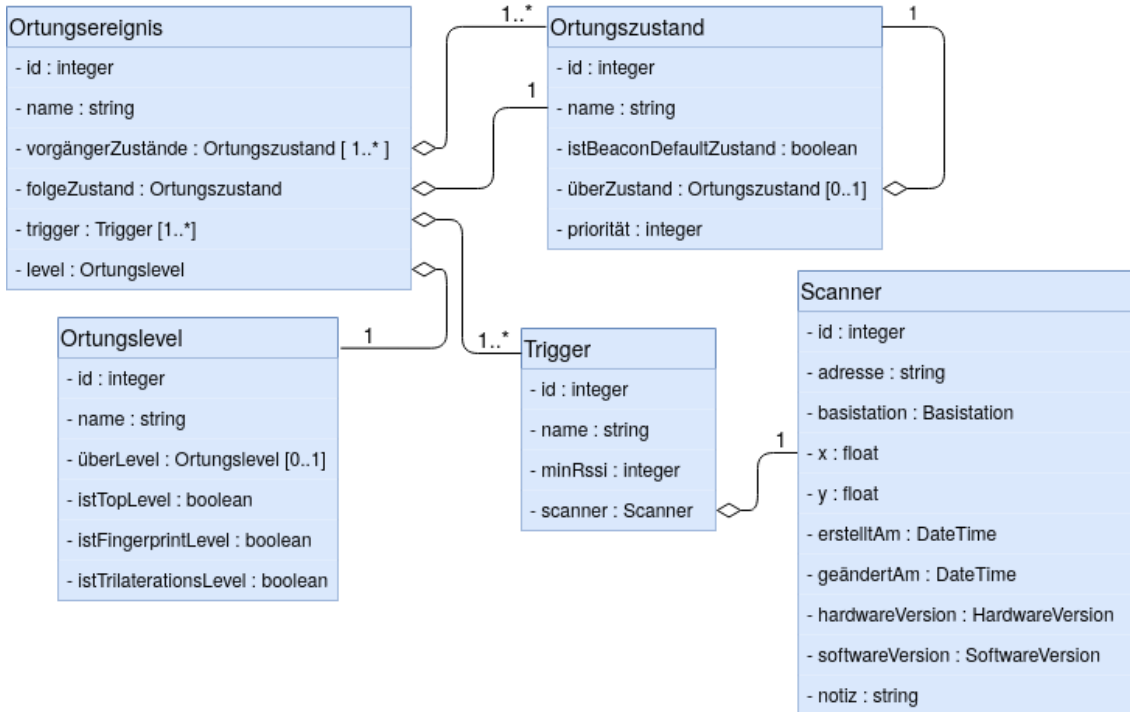 Ortungsereignis
- id : integer
- name : string
- vorgängerZustände : Ortungszustand [ 1..* ]
- folgeZustand : Ortungszustand
- trigger : Trigger [1..*]
- level : Ortungslevel
1..*
1
Ortungszustand
- id : integer
- name : string
- istBeaconDefaultZustand : boolean
- überZustand : Ortungszustand [0..1]
- priorität : integer
1
Ortungslevel
- id : integer
- name : string
- überLevel : Ortungslevel [0..1]
- istTopLevel : boolean
- istFingerprintLevel : boolean
- istTrilaterationsLevel : boolean
1
1..*
Trigger
- id : integer
- name : string
- minRssi : integer
- scanner : Scanner
1
Scanner
- id : integer
- adresse : string
- basistation : Basistation
- x : float
- y : float
- erstelltAm : DateTime
- geändertAm : DateTime
- hardwareVersion : HardwareVersion
- softwareVersion : SoftwareVersion
- notiz : string